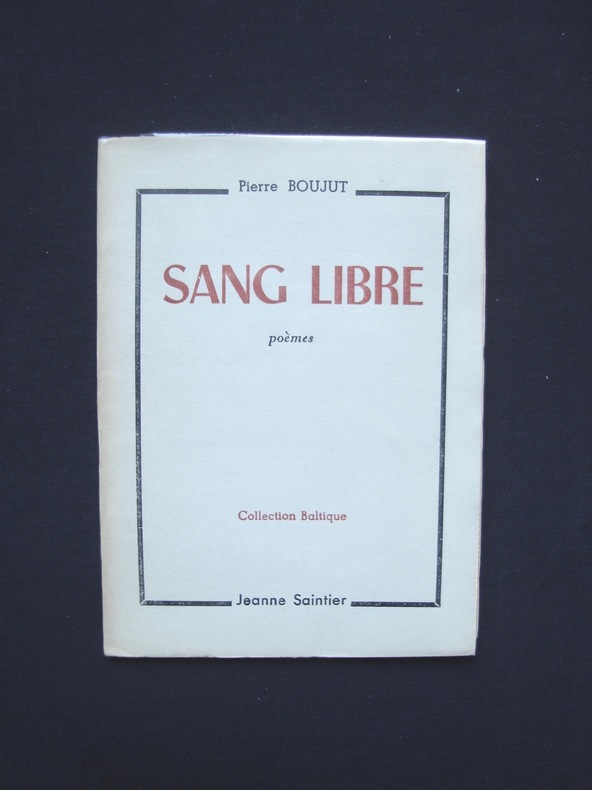 Pierre BOUJUT
SANG LIBRE
poèmes
Collection Baltique
Jeanne Saintier